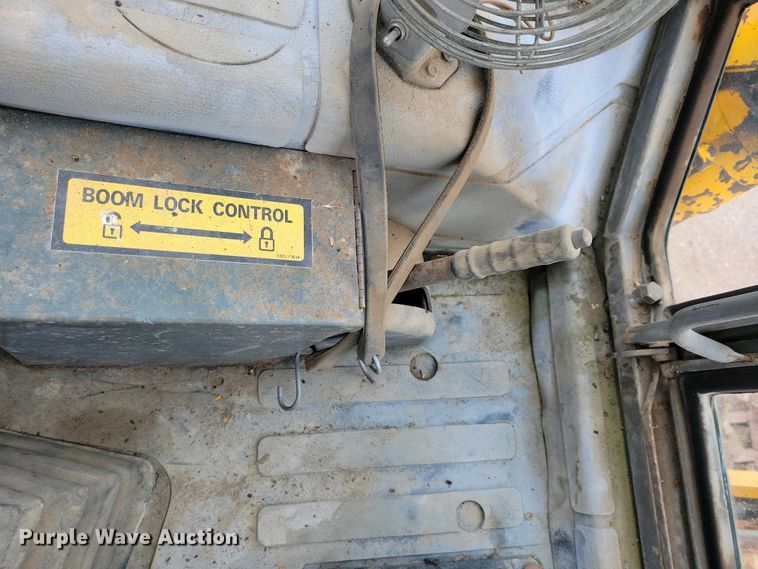 BOOM LOCK CONTROL
Purple Wave Auction